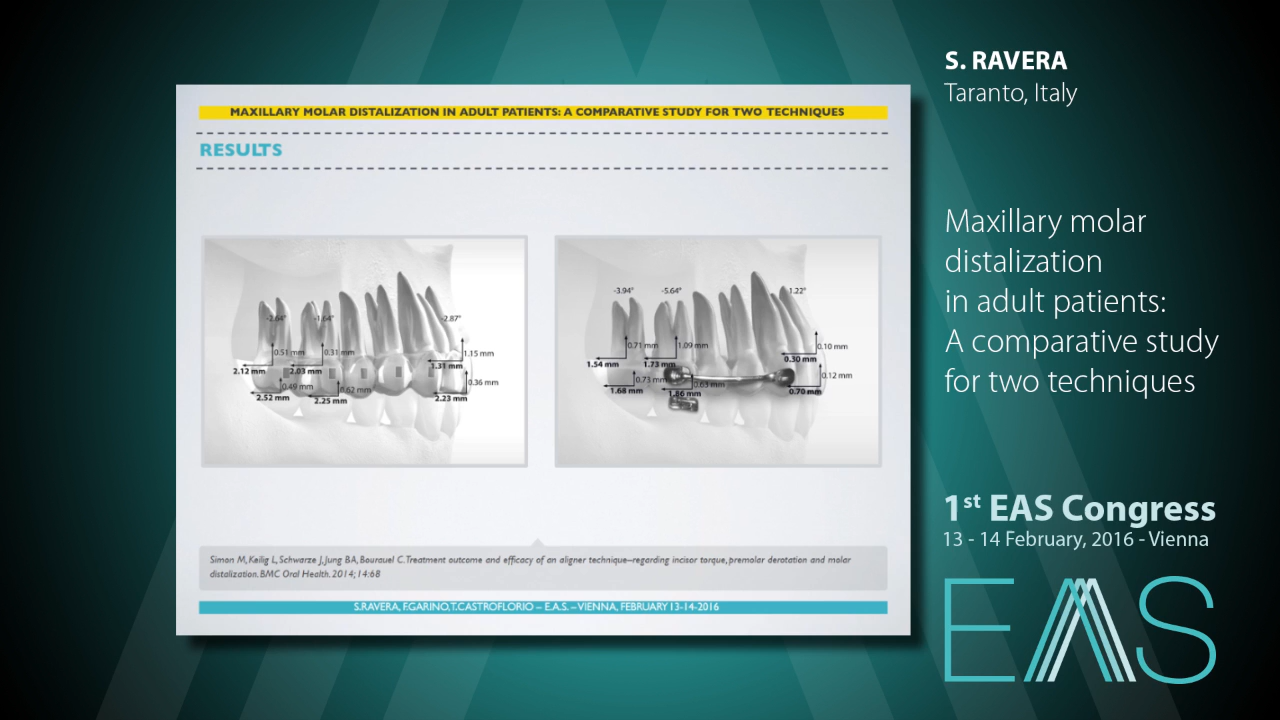 MAXILLARY MOLAR DISTALIZATION IN ADULT PATIENTS: A COMPARATIVE STUDY FOR TWO TECHNIQUES
RESULTS
-1.64°
-2.87°
0.51 mm
0.31 mm
1.15 mm
2.12 mm
2.03 mm
1.31 mm
0.49 mm
0.62 mm
0.36 mm
2.52 mm
2.25 mm
2.23 mm
-3.94°
-5.64°
1.22°
0.71 mm
1.09 mm
0.10 mm
1.54 mm
1.73 mm
0.30 mm
0.73 mm
0.63 mm
0.12 mm
1.68 mm
1.86 mm
0.70 mm
Simon M, Keilig L, Schwarze J, Jung BA, Bourauel C. Treatment outcome and efficacy of an aligner technique–regarding incisor torque, premolar derotation and molar
distalization. BMC Oral Health. 2014; 14:68
S.RAVERA, F.GARINO, T.CASTROFLORIO – E.A.S. – VIENNA, FEBRUARY 13-14-2016
S. RAVERA
Taranto, Italy
Maxillary molar
distalization
in adult patients:
A comparative study
for two techniques
1st EAS Congress
13 - 14 February, 2016 - Vienna
EAS